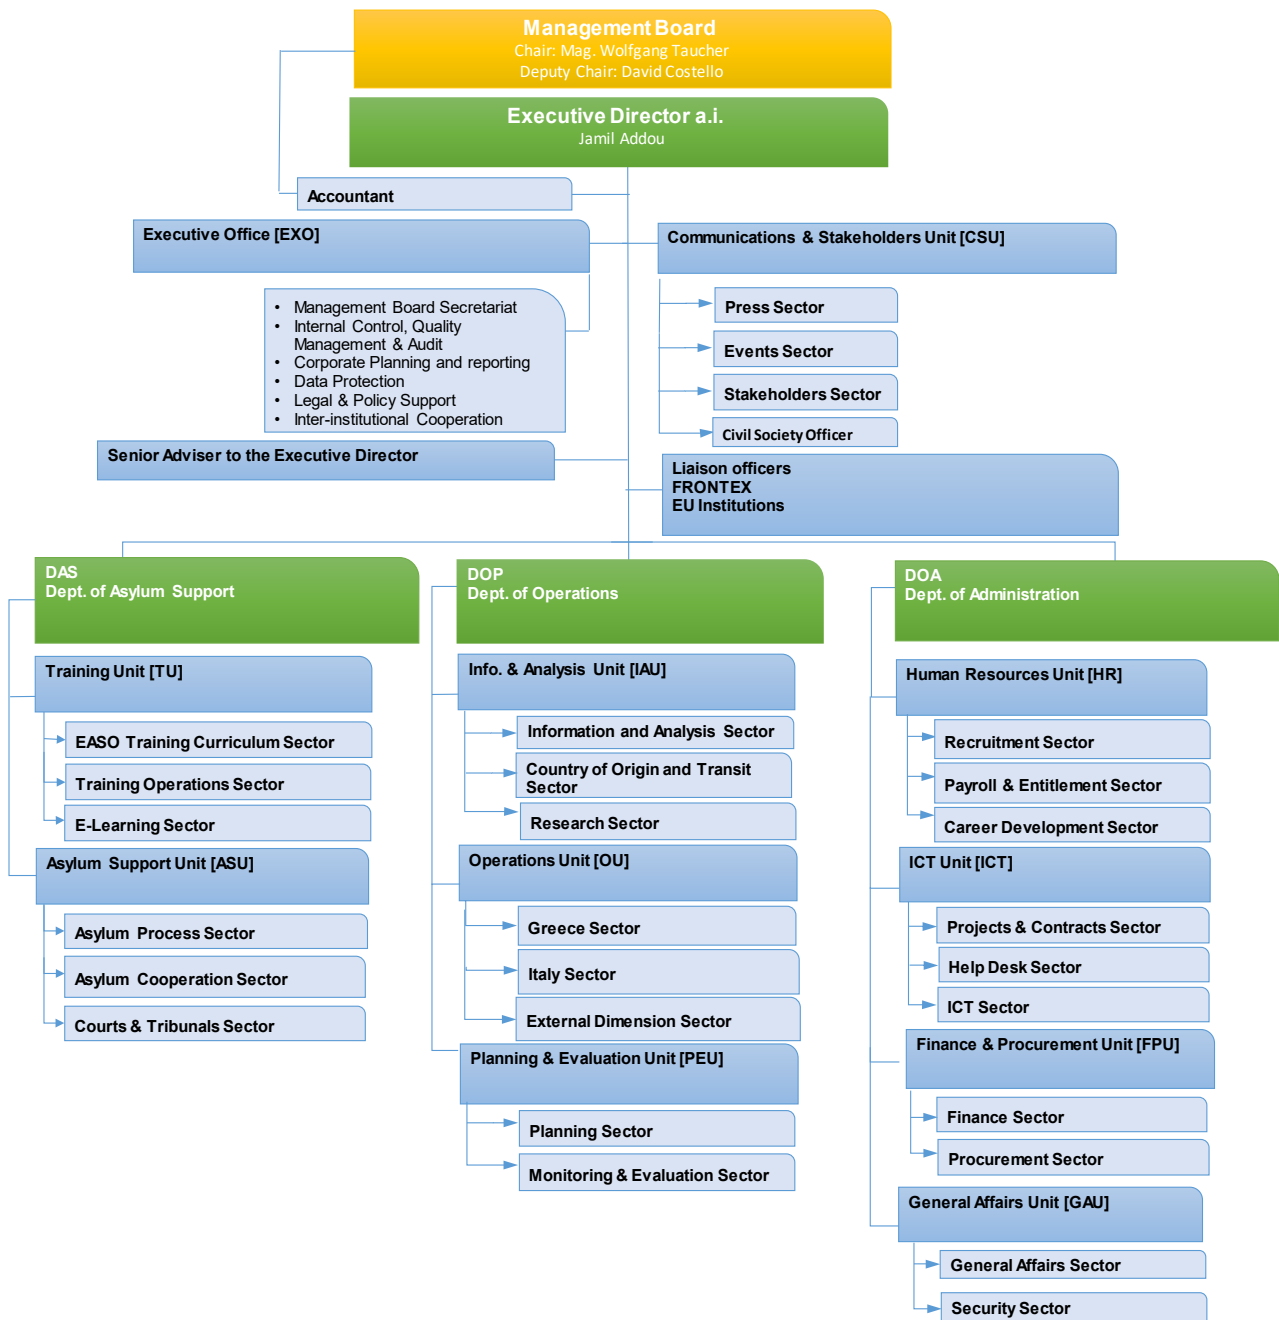 Management Board
Chair: Mag. Wolfgang Taucher
Deputy Chair: David Costello
Executive Director a.i.
Jamil Addou
Accountant
Executive Office [EXO]
• Management Board Secretariat
• Internal Control, Quality
Management & Audit
• Corporate Planning and reporting
• Data Protection
• Legal & Policy Support
• Inter-institutional Cooperation
Communications & Stakeholders Unit [CSU]
Press Sector
Events Sector
Stakeholders Sector
Civil Society Officer
Senior Adviser to the Executive Director
Liaison officers
FRONTEX
EU Institutions
DAS
Dept. of Asylum Support
Training Unit [TU]
EASO Training Curriculum Sector
Training Operations Sector
E-Learning Sector
Asylum Support Unit [ASU]
Asylum Process Sector
Asylum Cooperation Sector
Courts & Tribunals Sector
DOP
Dept. of Operations
Info. & Analysis Unit [IAU]
Information and Analysis Sector
Country of Origin and Transit
Sector
Research Sector
Operations Unit [OU]
Greece Sector
Italy Sector
External Dimension Sector
Planning & Evaluation Unit [PEU]
Planning Sector
Monitoring & Evaluation Sector
DOA
Dept. of Administration
Human Resources Unit [HR]
Recruitment Sector
Payroll & Entitlement Sector
Career Development Sector
ICT Unit [ICT]
Projects & Contracts Sector
Help Desk Sector
ICT Sector
Finance & Procurement Unit [FPU]
Finance Sector
Procurement Sector
General Affairs Unit [GAU]
General Affairs Sector
Security Sector